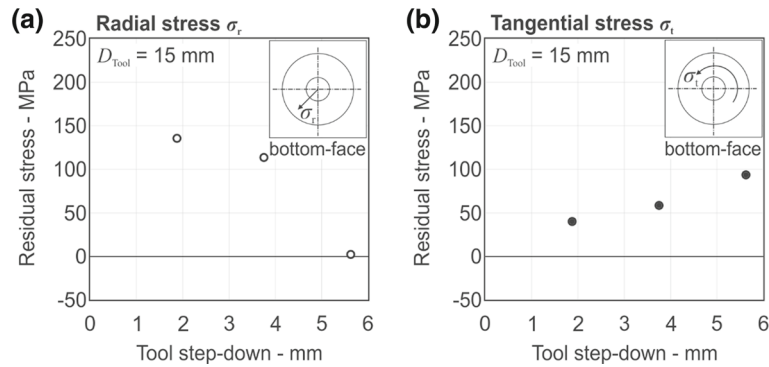 (a)
Radial stress σr
250
200
150
100
50
0
-50
Residual stress - MPa
DTool = 15 mm
σr
bottom-face
0 1 2 3 4 5 6
Tool step-down - mm
(b)
Tangential stress σt
250
200
150
100
50
0
-50
Residual stress - MPa
DTool = 15 mm
σt
bottom-face
0 1 2 3 4 5 6
Tool step-down - mm